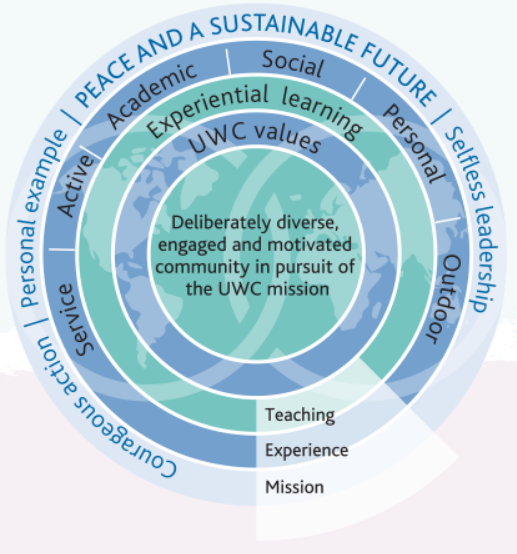 Courageous action | Personal example | PEACE AND A SUSTAINABLE FUTURE | Selfless leadership
Service
Active
Academic
Social
Personal
Outdoor
Experiential learning
UWC values
Deliberately diverse,
engaged and motivated
community in pursuit of
the UWC mission
Teaching
Experience
Mission